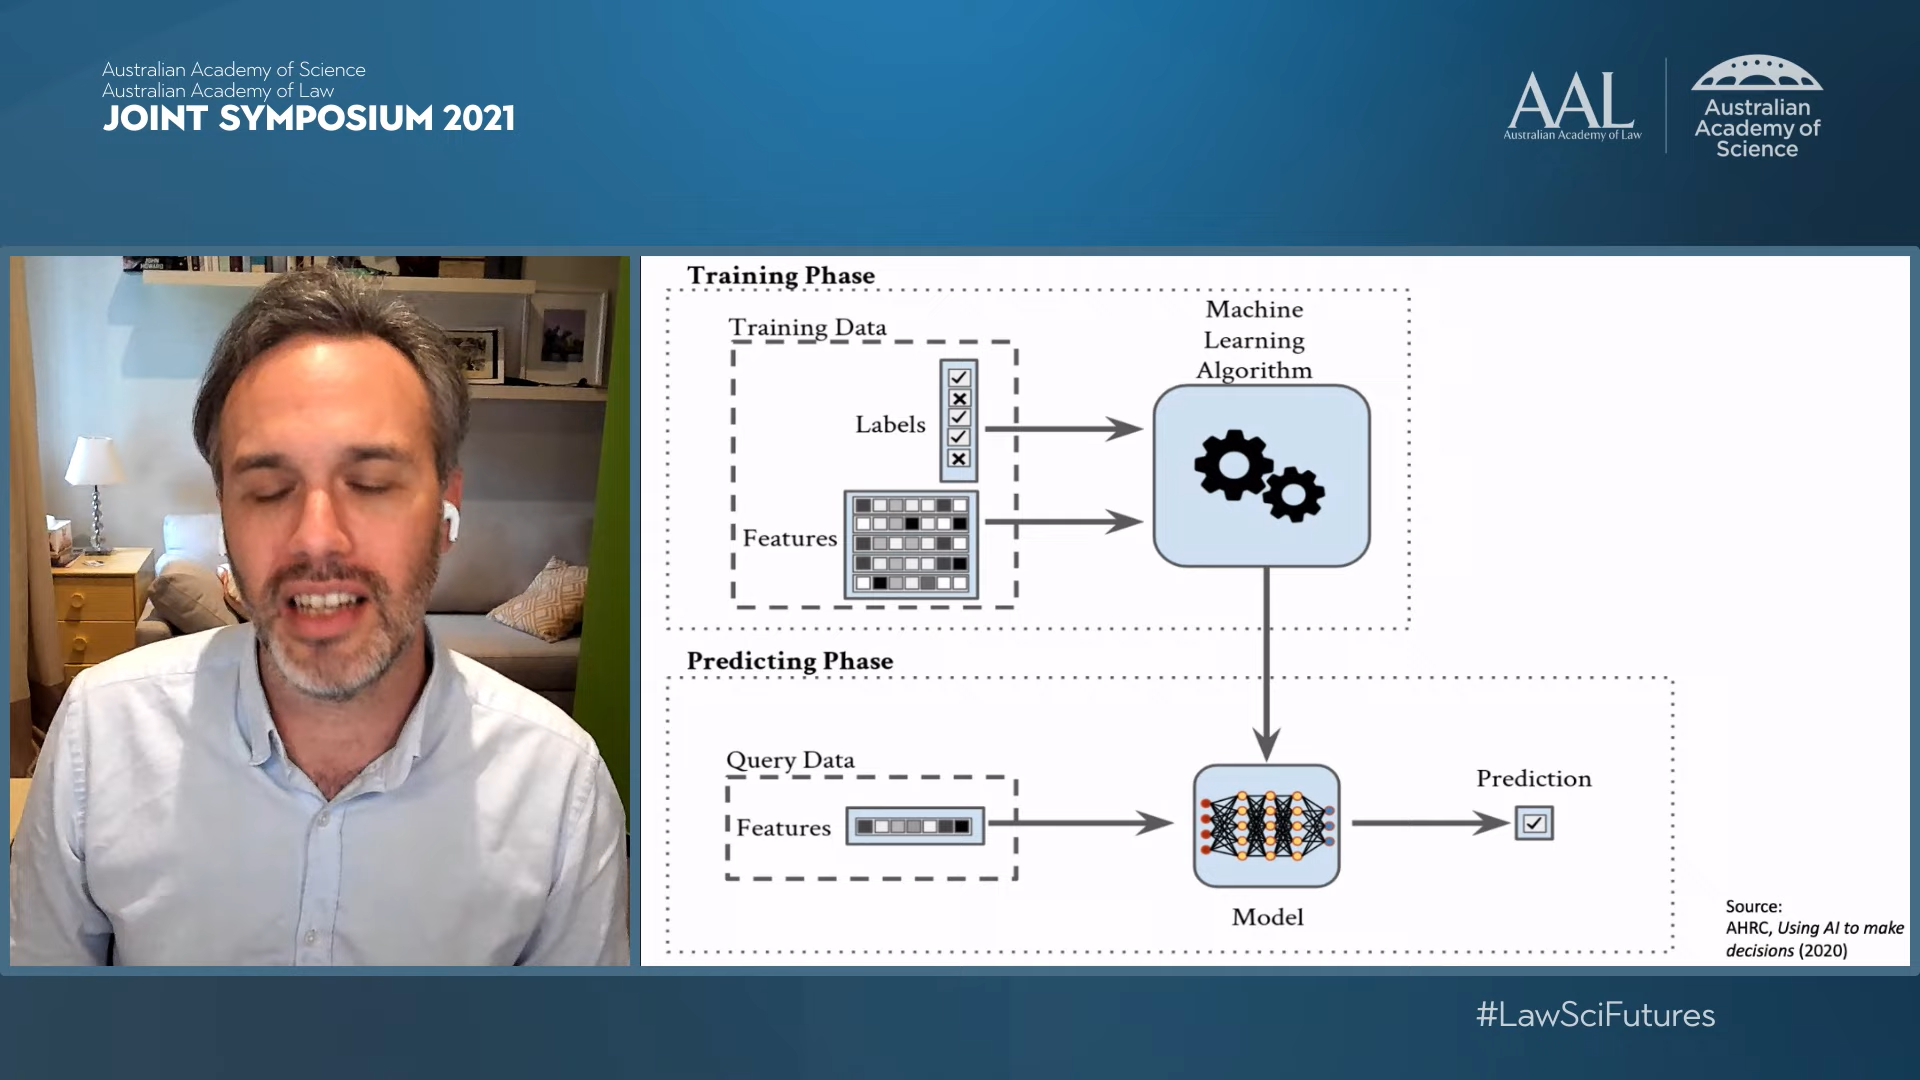 Australian Academy of Science
Australian Academy of Law
JOINT SYMPOSIUM 2021
AAL
Australian Academy of Law
Australian
Academy of
Science
JOHN
HOWARD
Training Phase
Training Data
Labels
Features
Machine
Learning
Algorithm
Predicting Phase
Query Data
Features
Model
Prediction
Source:
AHRC, Using AI to make
decisions (2020)
#LawSciFutures